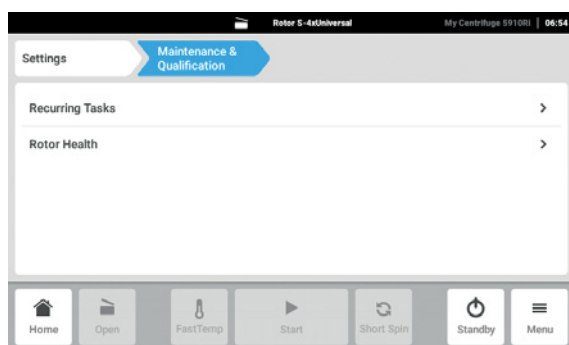 Rotor S-4xUniversal
My Centrifuge 5910Ri | 06:54
Settings
Maintenance &
Qualification
Recurring Tasks
Rotor Health
Home
Open
FastTemp
Start
Short Spin
Standby
Menu